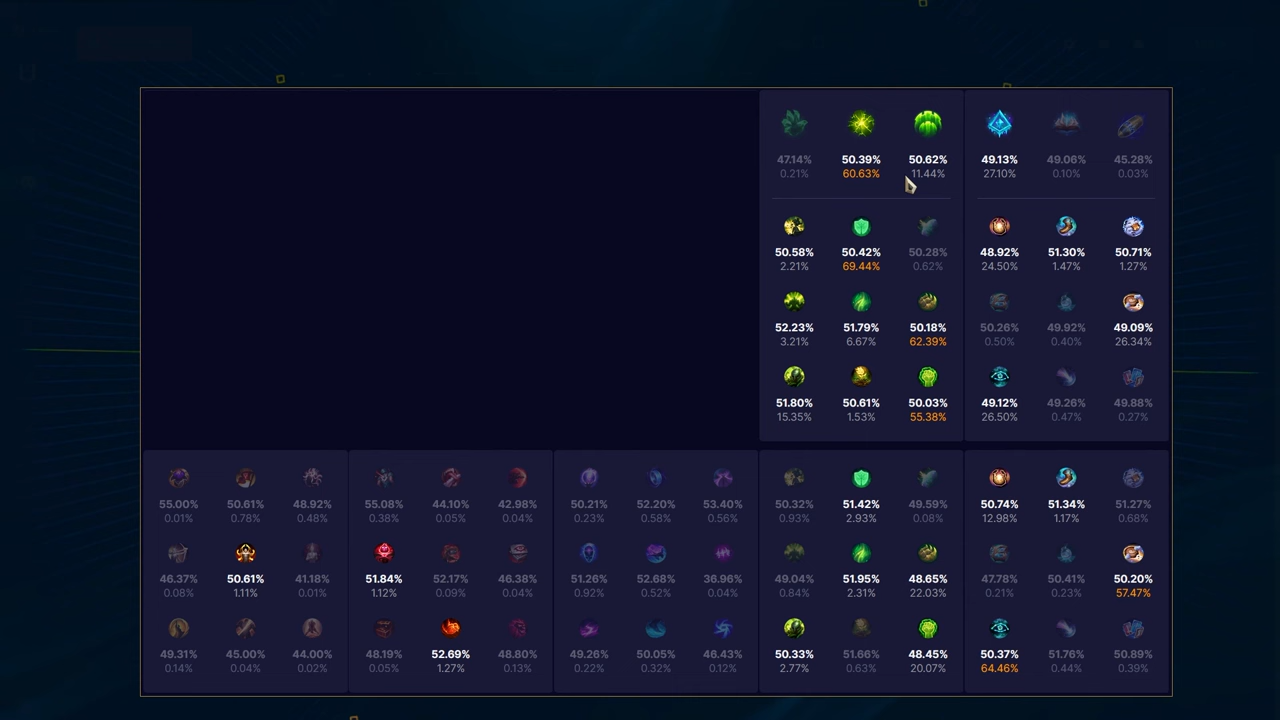 47.14% 50.39% 50.62% 49.13% 49.06% 45.28%
0.21% 60.63% 11.44% 27.10% 0.10% 0.03%
50.58% 50.42% 50.28% 48.92% 51.30% 50.71%
2.21% 69.44% 0.62% 24.50% 1.47% 1.27%
52.23% 51.79% 50.18% 50.26% 49.92% 49.09%
3.21% 6.67% 62.39% 0.50% 0.40% 26.34%
51.80% 50.61% 50.03% 49.12% 49.26% 49.88%
15.35% 1.53% 55.38% 26.50% 0.47% 0.27%
55.00% 50.61% 48.92% 55.08% 44.10% 42.98% 50.21% 52.20% 53.40% 50.32% 51.42% 49.59% 50.74% 51.34% 51.27%
0.01% 0.78% 0.48% 0.38% 0.05% 0.04% 0.23% 0.58% 0.56% 0.93% 2.93% 0.08% 12.98% 1.17% 0.68%
46.37% 50.61% 41.18% 51.84% 52.17% 46.38% 51.26% 52.68% 36.96% 49.04% 51.95% 48.65% 47.78% 50.41% 50.20%
0.08% 1.11% 0.01% 1.12% 0.09% 0.04% 0.92% 0.52% 0.04% 0.84% 2.31% 22.03% 0.21% 0.23% 57.47%
49.31% 45.00% 44.00% 48.19% 52.69% 48.80% 49.26% 50.05% 46.43% 50.33% 51.66% 48.45% 50.37% 51.76% 50.89%
0.14% 0.04% 0.02% 0.05% 1.27% 0.13% 0.22% 0.32% 0.12% 2.77% 0.63% 20.07% 64.46% 0.44% 0.39%